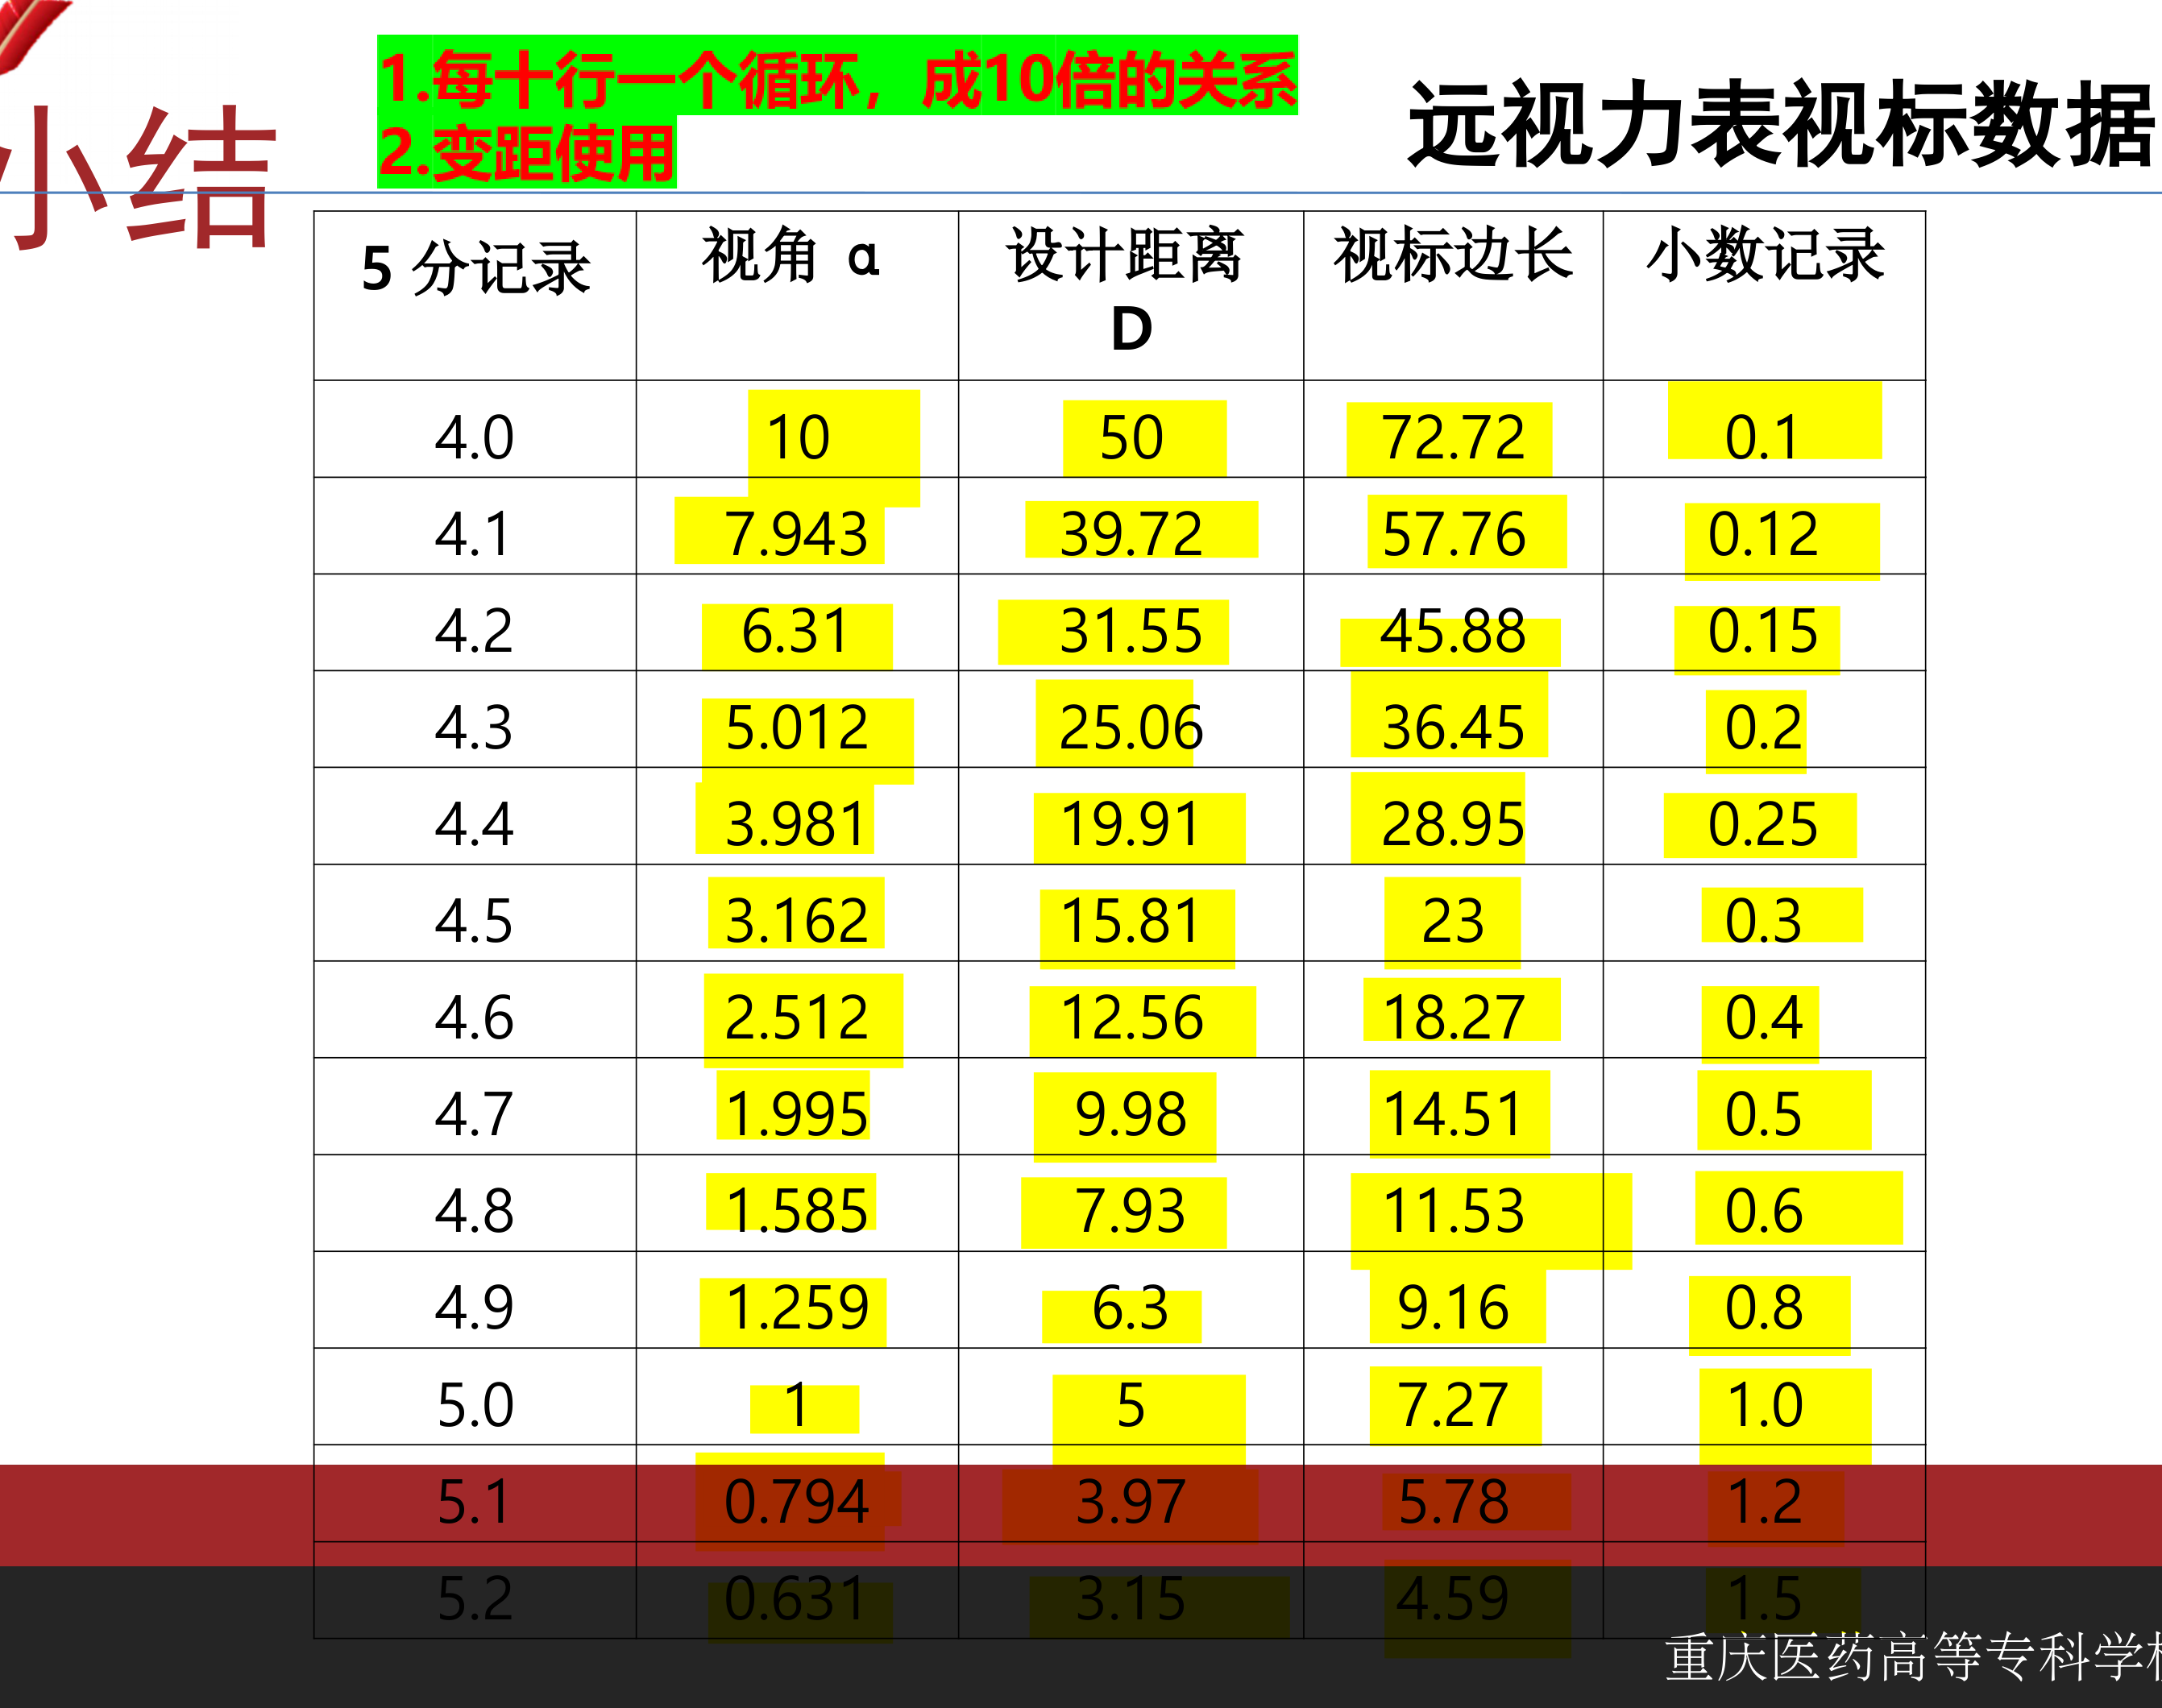 小结
1.每十行一个循环，成10倍的关系
2.变距使用
远视力表视标数据
5 分记录 视角 α 设计距离 D 视标边长 小数记录
4.0 10 50 72.72 0.1
4.1 7.943 39.72 57.76 0.12
4.2 6.31 31.55 45.88 0.15
4.3 5.012 25.06 36.45 0.2
4.4 3.981 19.91 28.95 0.25
4.5 3.162 15.81 23 0.3
4.6 2.512 12.56 18.27 0.4
4.7 1.995 9.98 14.51 0.5
4.8 1.585 7.93 11.53 0.6
4.9 1.259 6.3 9.16 0.8
5.0 1 5 7.27 1.0
5.1 0.794 3.97 5.78 1.2
5.2 0.631 3.15 4.59 1.5
重庆医药高等专科学校